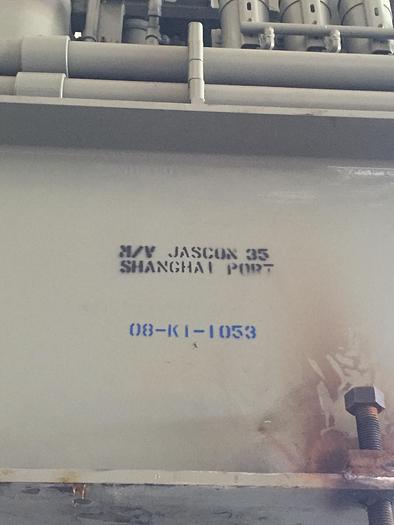 M/V JASCON 35
SHANGHAI PORT
08-K1-1053